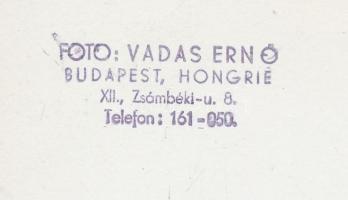 FOTO: VADAS ERNŐ
BUDAPEST, HONGRIE
XII., Zsómbéki-u. 8.
Telefon: 161-050.